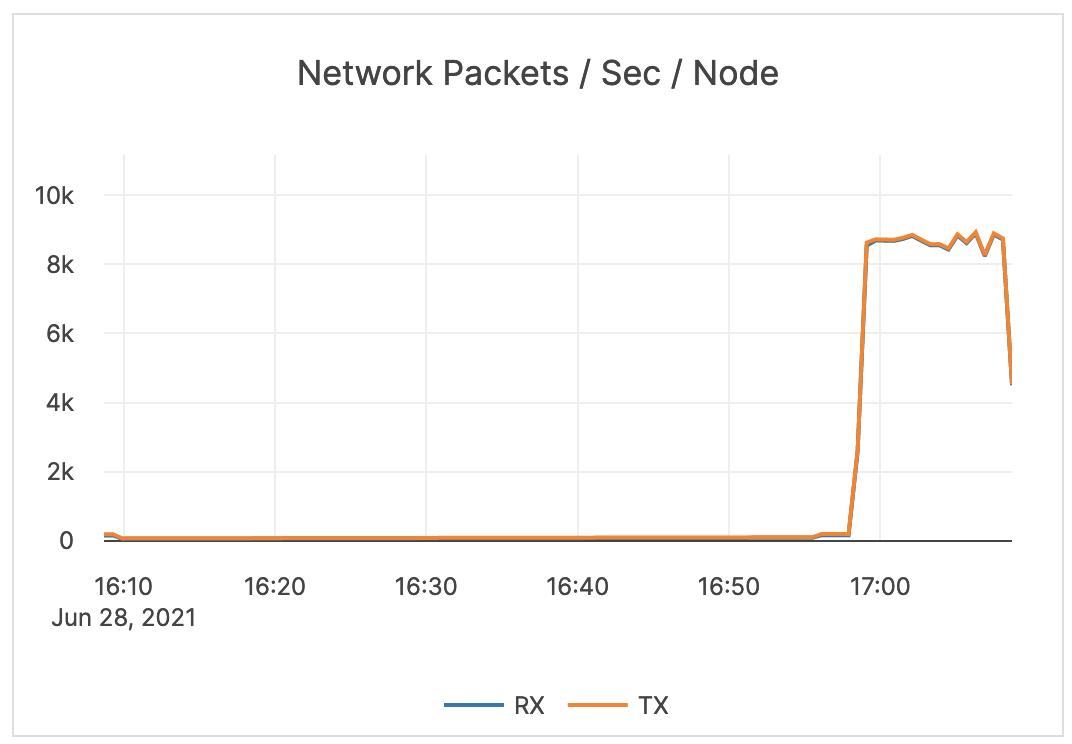 Network Packets / Sec / Node
10k
8k
6k
4k
2k
0
16:10 16:20 16:30 16:40 16:50 17:00
Jun 28, 2021
RX TX